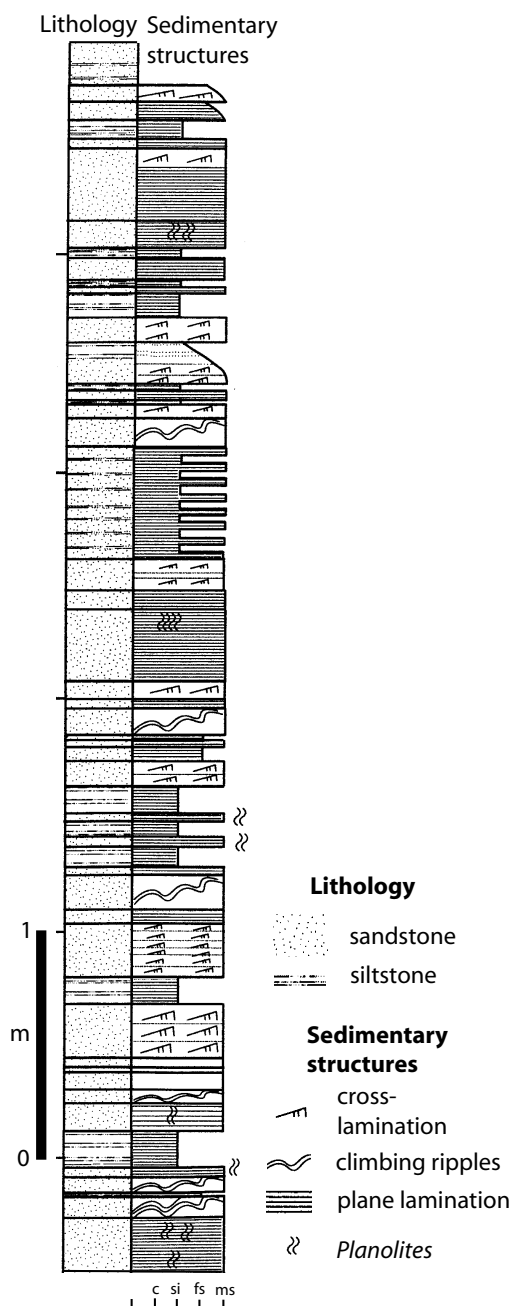 Lithology Sedimentary
structures
1
m
0
Lithology
sandstone
siltstone
Sedimentary
structures
cross-
lamination
climbing ripples
plane lamination
Planolites
c si fs ms